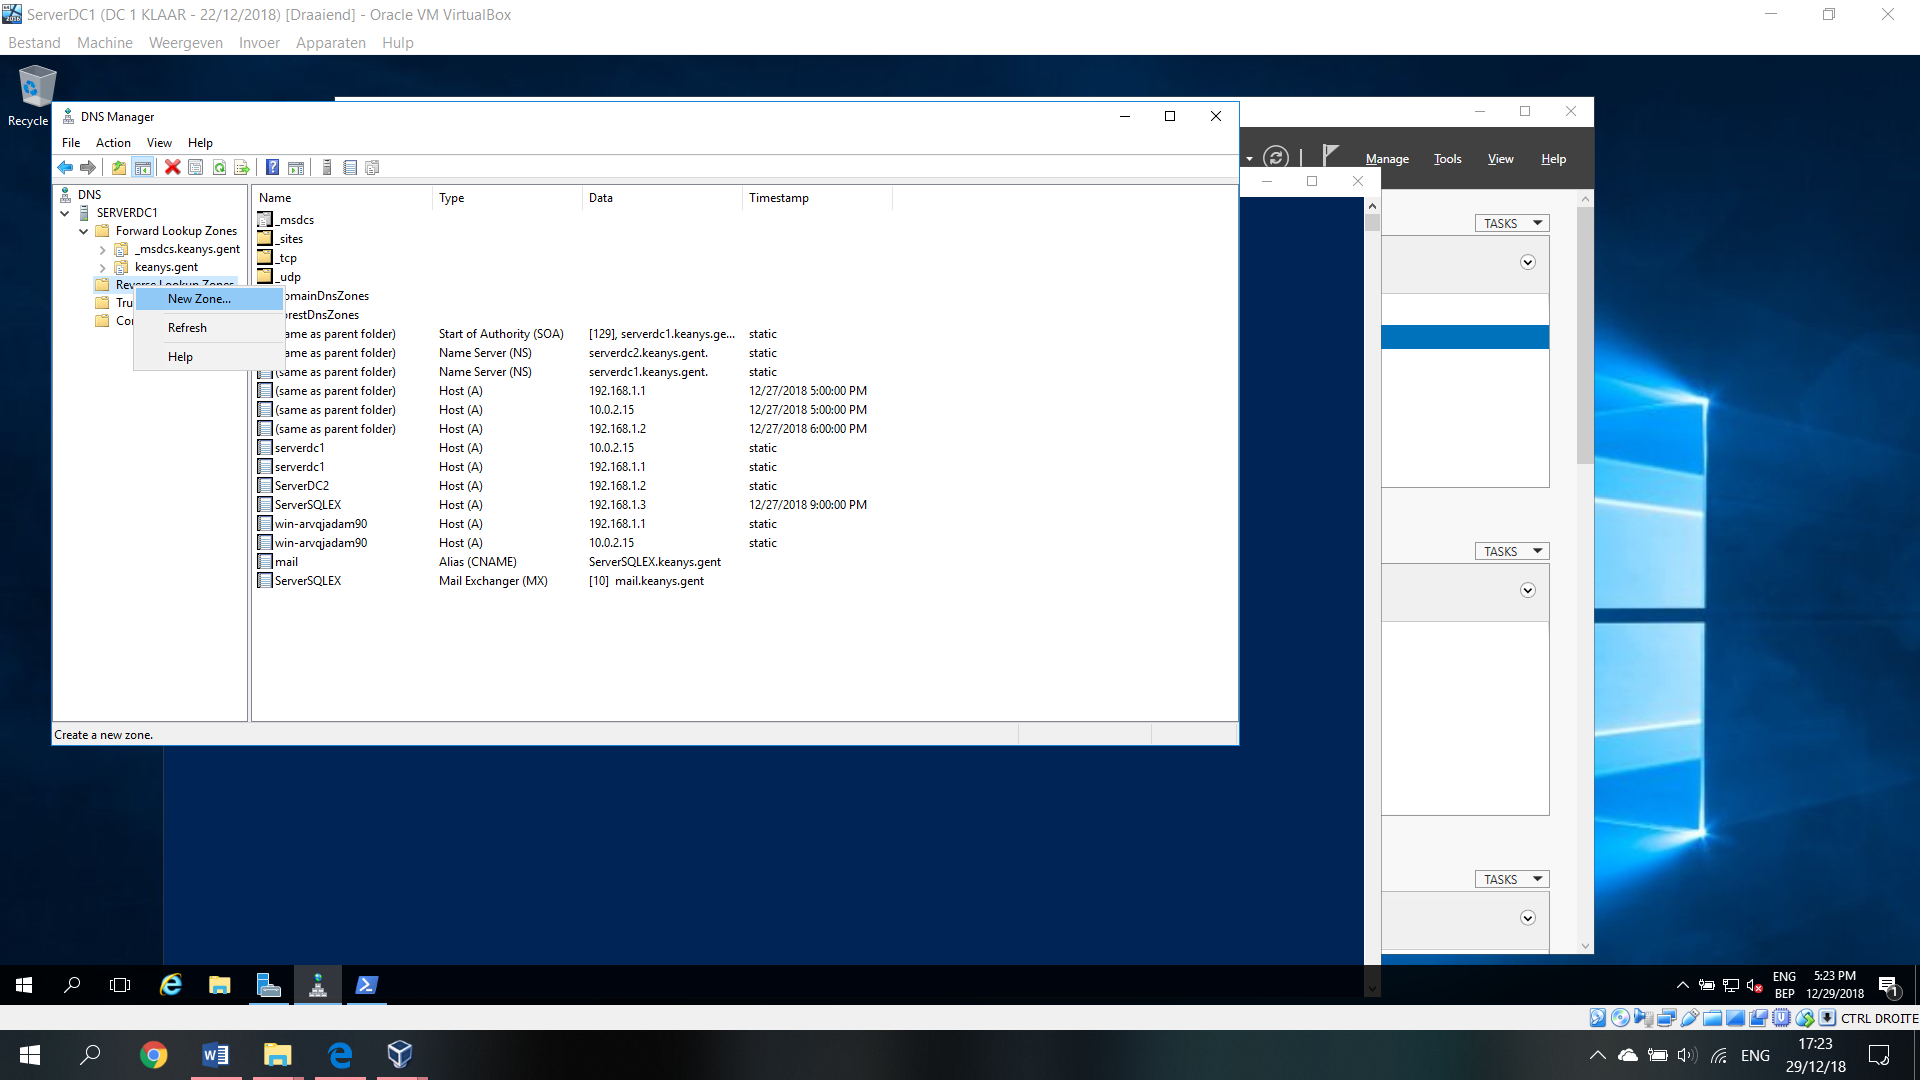 ServerDC1 (DC 1 KLAAR - 22/12/2018) [Draaiend] - Oracle VM VirtualBox
Bestand Machine Weergeven Invoer Apparaten Hulp
Recycle
DNS Manager
File Action View Help
Manage Tools View Help
DNS
SERVERDC1
Forward Lookup Zones
_msdcs.keanys.gent
keanys.gent
Reverse Lookup Zones
Tru
Co
New Zone...
Refresh
Help
Name Type Data Timestamp
_msdcs
_sites
_tcp
_udp
omainDnsZones
orestDnsZones
ame as parent folder) Start of Authority (SOA) [129], serverdc1.keanys.ge... static
ame as parent folder) Name Server (NS) serverdc2.keanys.gent. static
(same as parent folder) Name Server (NS) serverdc1.keanys.gent. static
(same as parent folder) Host (A) 192.168.1.1 12/27/2018 5:00:00 PM
(same as parent folder) Host (A) 10.0.2.15 12/27/2018 5:00:00 PM
(same as parent folder) Host (A) 192.168.1.2 12/27/2018 6:00:00 PM
serverdc1 Host (A) 10.0.2.15 static
serverdc1 Host (A) 192.168.1.1 static
ServerDC2 Host (A) 192.168.1.2 static
ServerSQLEX Host (A) 192.168.1.3 12/27/2018 9:00:00 PM
win-arvqjadam90 Host (A) 192.168.1.1 static
win-arvqjadam90 Host (A) 10.0.2.15 static
mail Alias (CNAME) ServerSQLEX.keanys.gent
ServerSQLEX Mail Exchanger (MX) [10] mail.keanys.gent
Create a new zone.
TASKS
TASKS
TASKS
ENG
BEP
5:23 PM
12/29/2018
1
CTRL DROITE
ENG
17:23
29/12/18